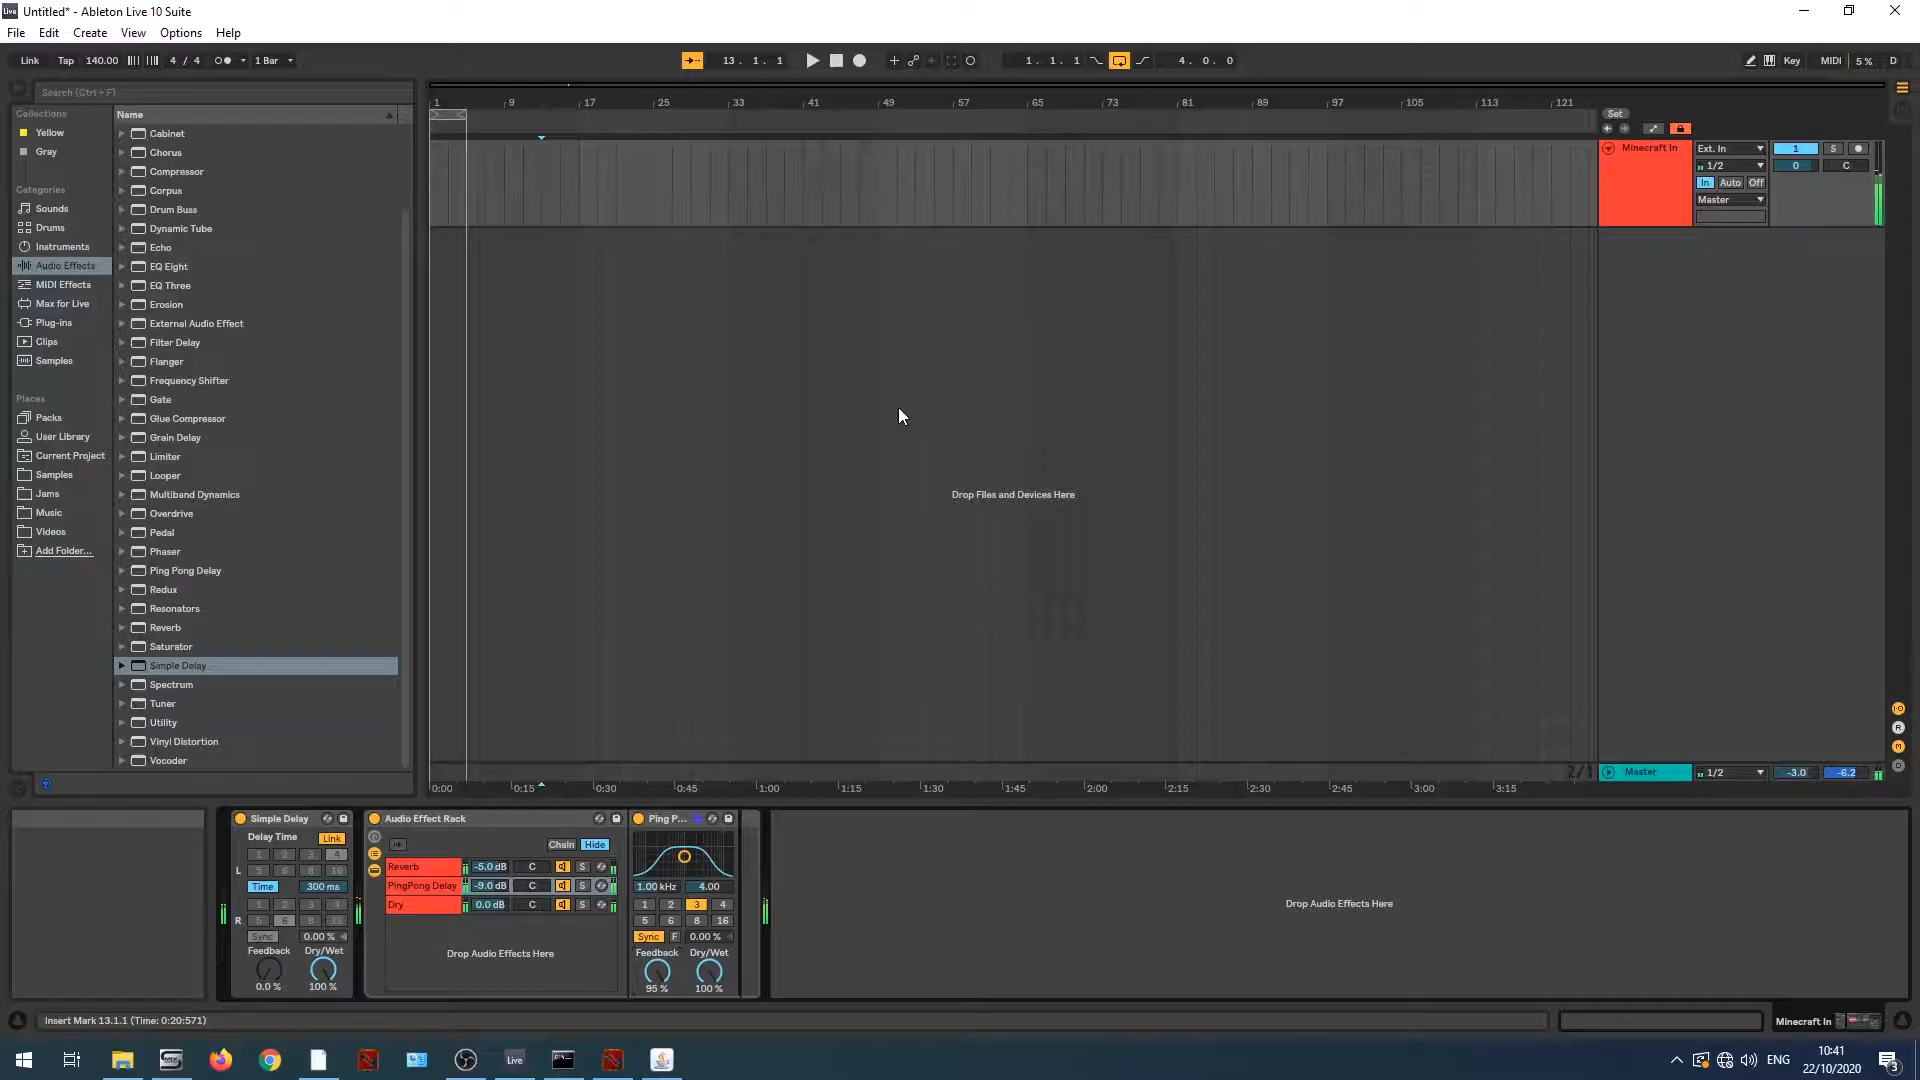 Untitled* - Ableton Live 10 Suite
File Edit Create View Options Help
Link Tap 140.00 4 / 4 1 Bar 13. 1. 1 1. 1. 1 4. 0. 0 Key MIDI 5 % D
Search (Ctrl + F)
Collections
Yellow
Gray
Categories
Sounds
Drums
Instruments
Audio Effects
MIDI Effects
Max for Live
Plug-ins
Clips
Samples
Places
Packs
User Library
Current Project
Samples
Jams
Music
Videos
Add Folder...
Name
Cabinet
Chorus
Compressor
Corpus
Drum Buss
Dynamic Tube
Echo
EQ Eight
EQ Three
Erosion
External Audio Effect
Filter Delay
Flanger
Frequency Shifter
Gate
Glue Compressor
Grain Delay
Limiter
Looper
Multiband Dynamics
Overdrive
Pedal
Phaser
Ping Pong Delay
Redux
Resonators
Reverb
Saturator
Simple Delay
Spectrum
Tuner
Utility
Vinyl Distortion
Vocoder
1 9 17 25 33 41 49 57 65 73 81 89 97 105 113 121
Set
Minecraft In Ext. In 1 S
1/2 0 C
In Auto Off
Master
Drop Files and Devices Here
2/1 Master 1/2 -3.0 -6.2
0:00 0:15 0:30 0:45 1:00 1:15 1:30 1:45 2:00 2:15 2:30 2:45 3:00 3:15
Simple Delay
Delay Time Link
1 2 3 4
L 5 6 8 16
Time 300 ms
1 2 3 4
R 5 6 8 16
Sync 0.00 %
Feedback Dry/Wet
0.0 % 100 %
Audio Effect Rack
Chain Hide
Reverb -5.0 dB C S
PingPong Delay -9.0 dB C S
Dry 0.0 dB C S
Drop Audio Effects Here
Ping P...
1.00 kHz 4.00
1 2 3 4
5 6 8 16
Sync F 0.00 %
Feedback Dry/Wet
95 % 100 %
Drop Audio Effects Here
Insert Mark 13.1.1 (Time: 0:20:571)
Minecraft In
Live ENG 10:41
22/10/2020 3